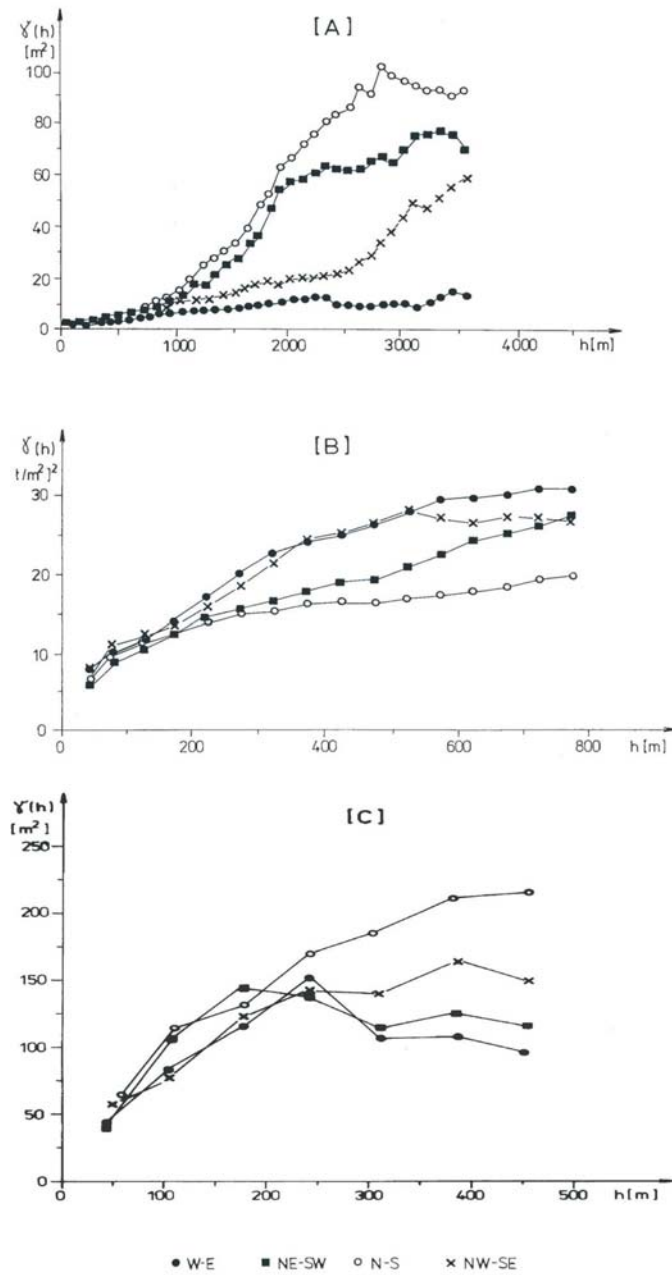 [A]
γ(h)
[m²]
100
80
60
40
20
0
0 1000 2000 3000 4000 h[m]
[B]
γ(h)
t/m²]²
30
20
10
0
0 200 400 600 800 h[m]
[C]
γ(h)
[m²]
250
200
150
100
50
0
0 100 200 300 400 500 h[m]
● W-E ■ NE-SW ○ N-S × NW-SE